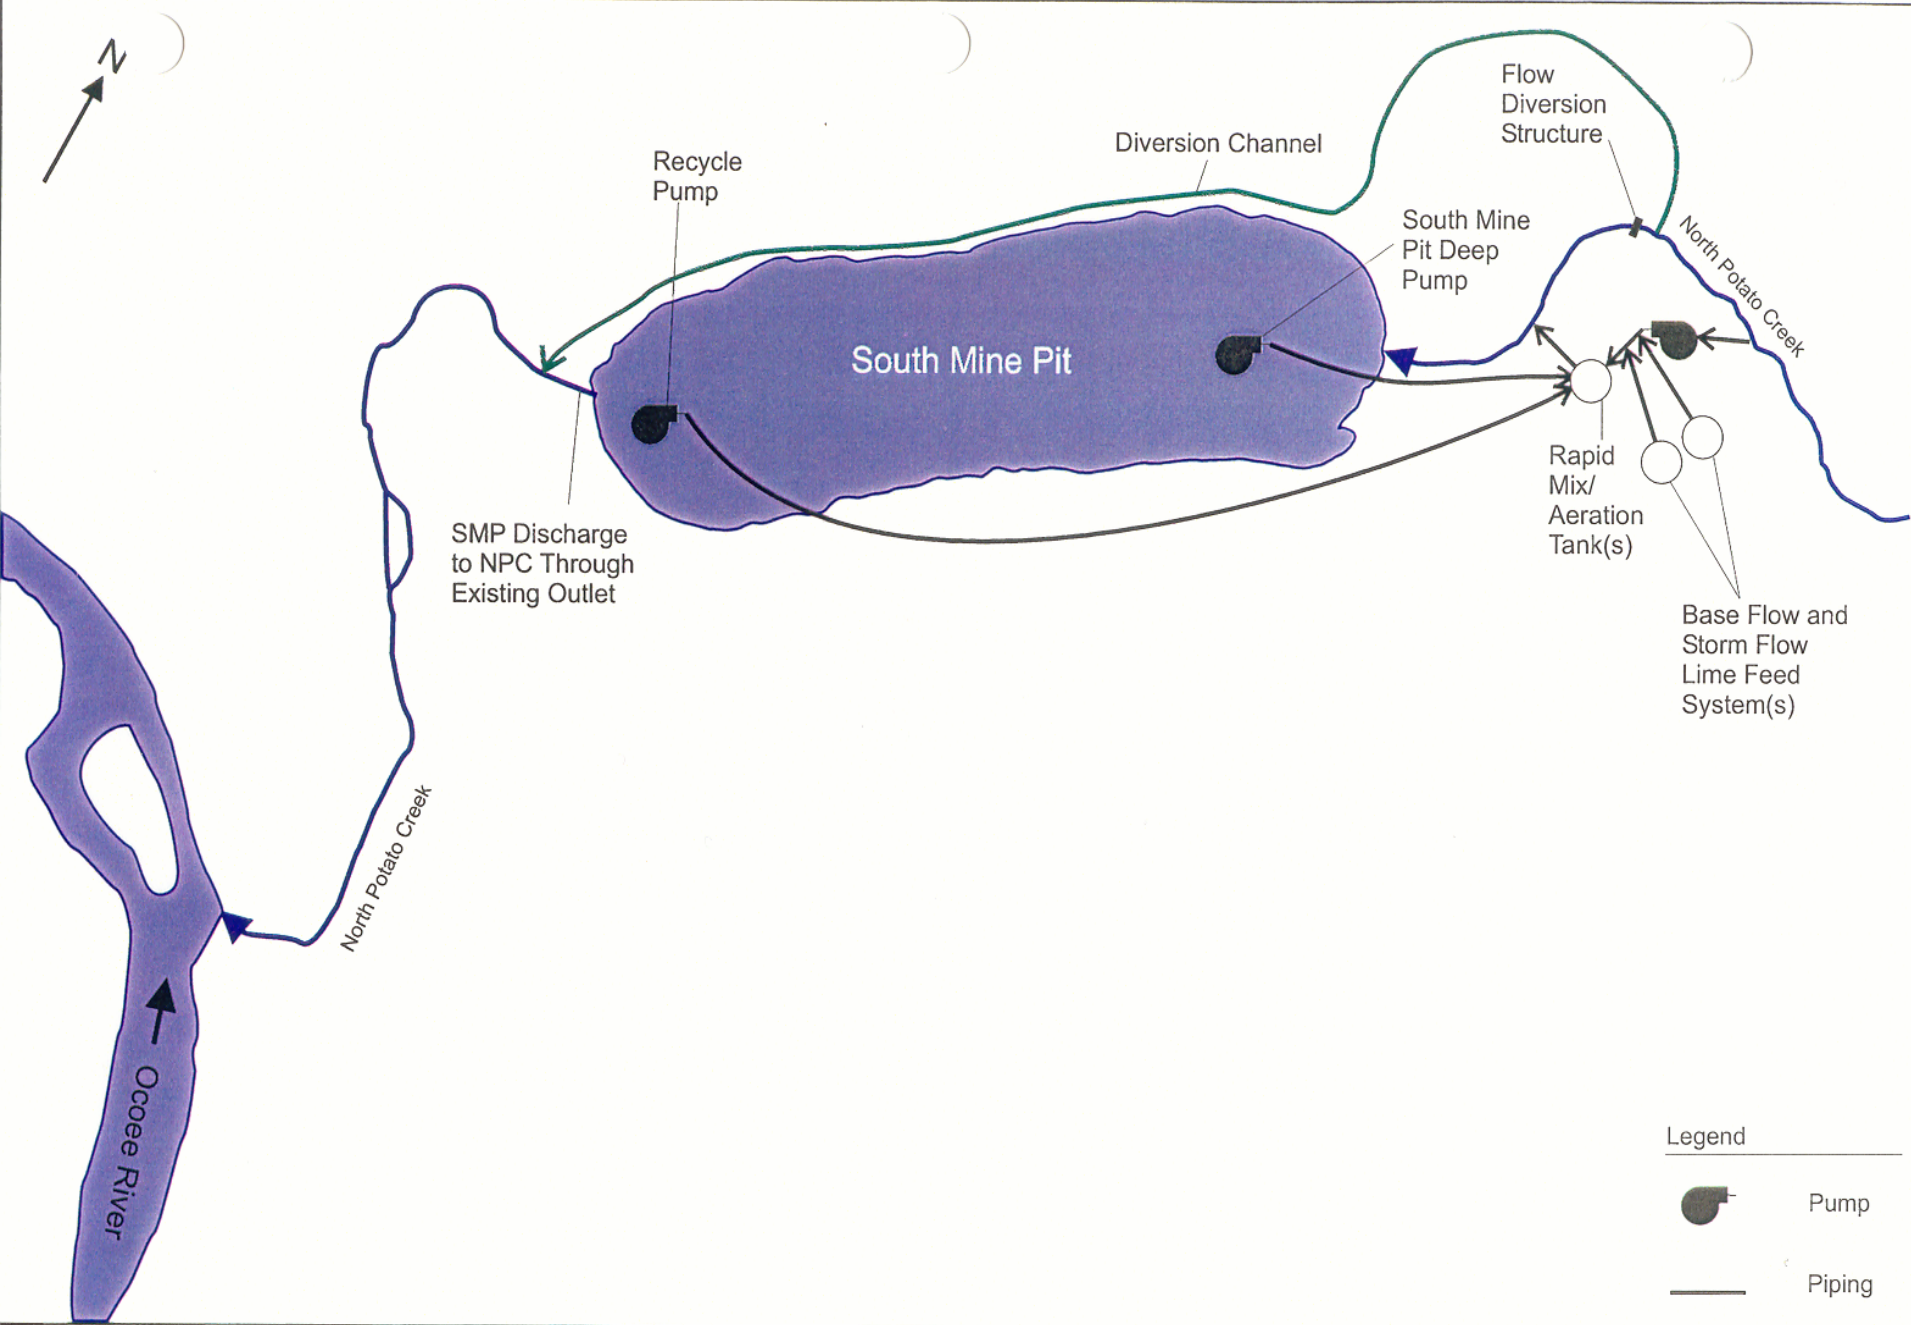 N
Flow
Diversion
Structure
Diversion Channel
Recycle
Pump
South Mine
Pit Deep
Pump
North Potato Creek
South Mine Pit
Rapid
Mix/
Aeration
Tank(s)
SMP Discharge
to NPC Through
Existing Outlet
Base Flow and
Storm Flow
Lime Feed
System(s)
North Potato Creek
Ocoee River
Legend
Pump
Piping